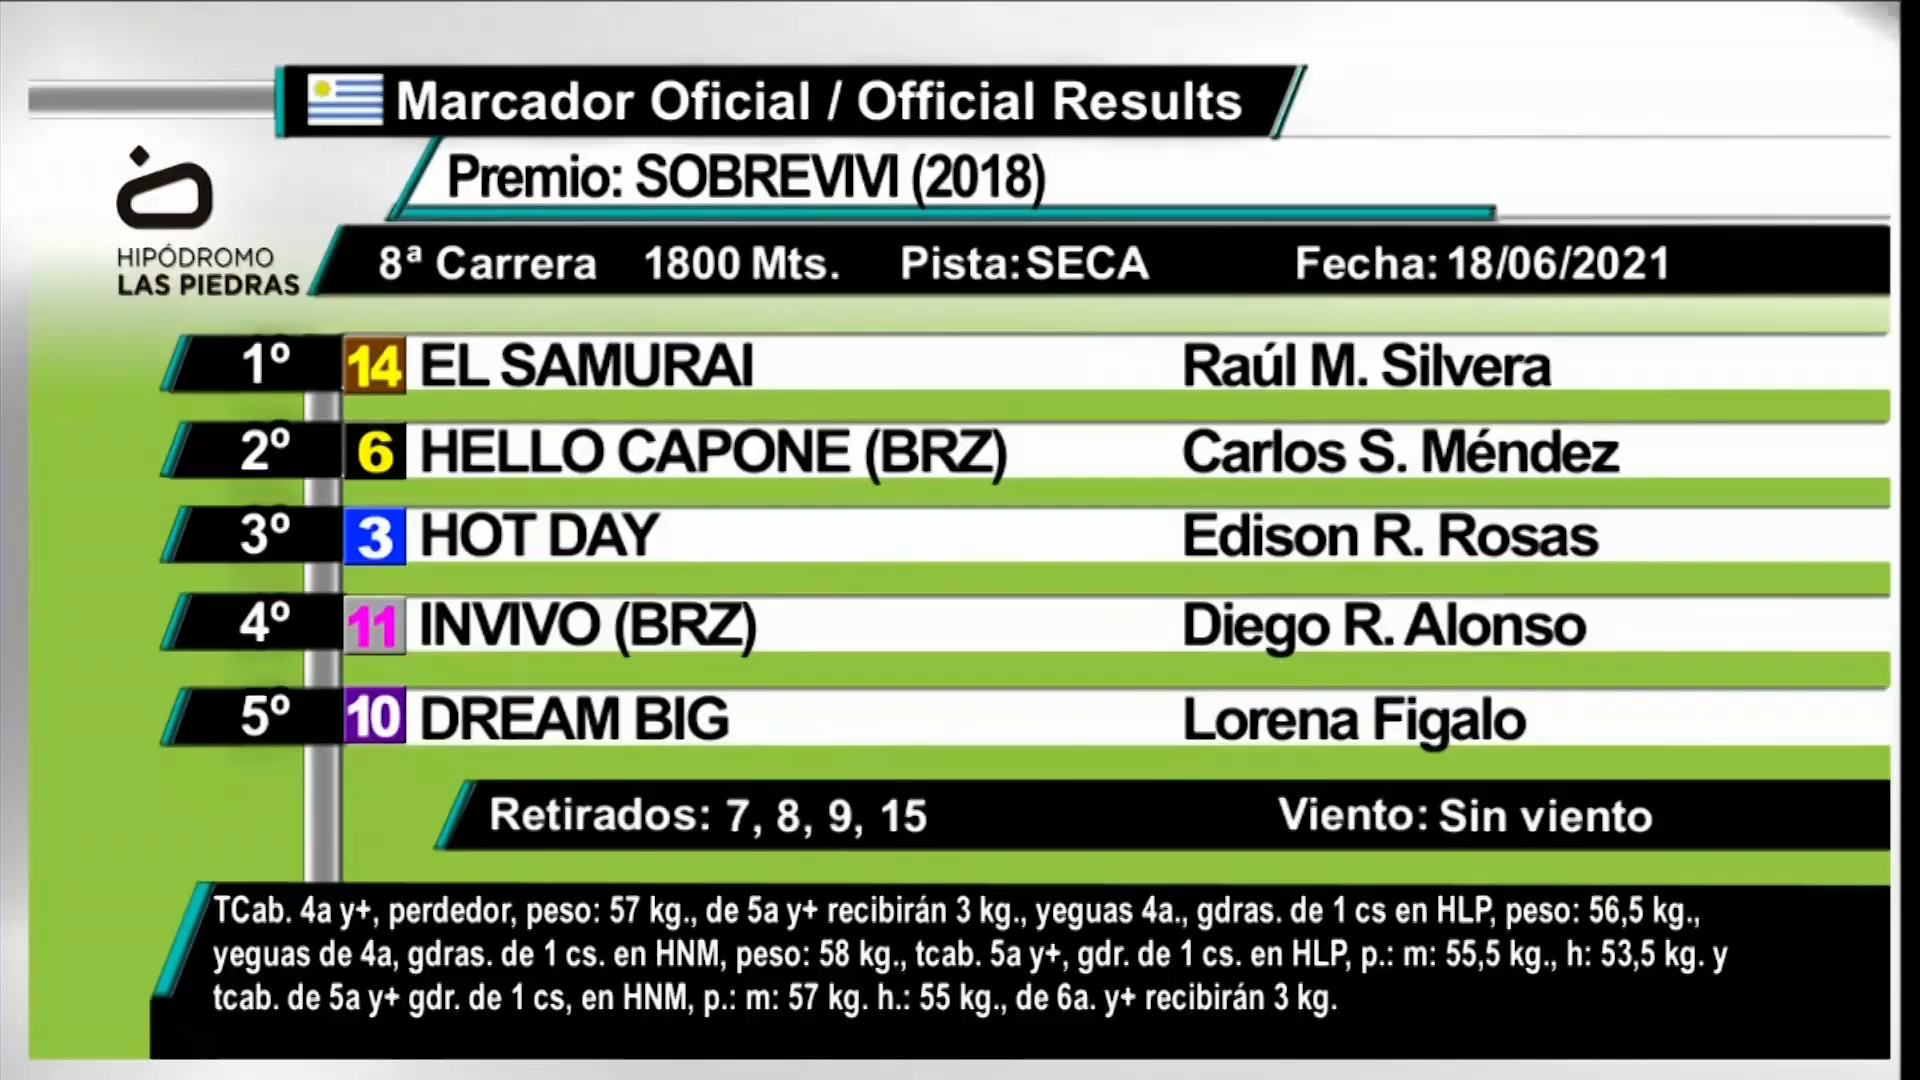 Marcador Oficial / Official Results
Premio: SOBREVIVI (2018)
HIPÓDROMO
LAS PIEDRAS
8ª Carrera 1800 Mts. Pista: SECA Fecha: 18/06/2021
1º 14 EL SAMURAI Raúl M. Silvera
2º 6 HELLO CAPONE (BRZ) Carlos S. Méndez
3º 3 HOT DAY Edison R. Rosas
4º 11 INVIVO (BRZ) Diego R. Alonso
5º 10 DREAM BIG Lorena Figalo
Retirados: 7, 8, 9, 15 Viento: Sin viento
TCab. 4a y+, perdedor, peso: 57 kg., de 5a y+ recibirán 3 kg., yeguas 4a., gdras. de 1 cs en HLP, peso: 56,5 kg.,
yeguas de 4a, gdras. de 1 cs. en HNM, peso: 58 kg., tcab. 5a y+, gdr. de 1 cs. en HLP, p.: m: 55,5 kg., h: 53,5 kg. y
tcab. de 5a y+ gdr. de 1 cs, en HNM, p.: m: 57 kg. h.: 55 kg., de 6a. y+ recibirán 3 kg.